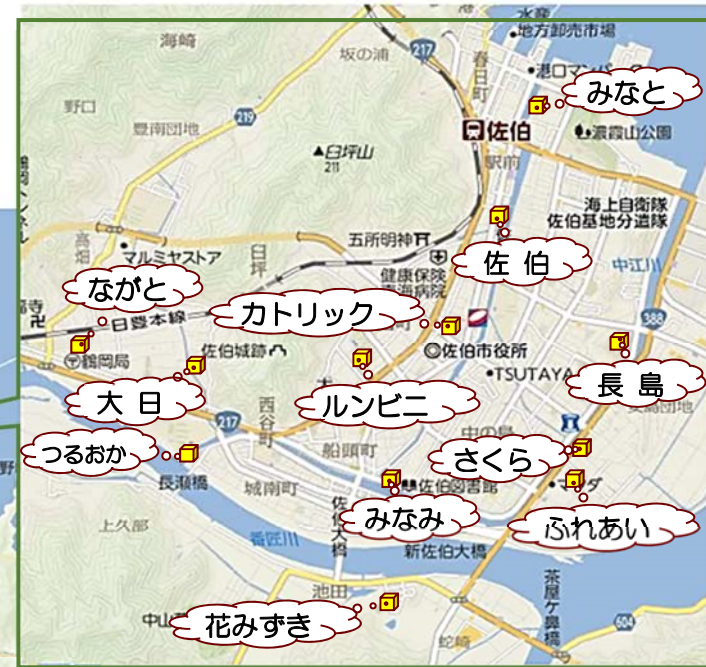 水産
地方卸売市場
海崎
坂の浦
217
春日町
港口マンパーク
みなと
野口
219
豊南団地
佐伯
濃霞山公園
臼坪山
211
駅前
海上自衛隊
佐伯基地分遣隊
高畑
マルミヤストア
臼坪
五所明神
健康保険
南海病院
佐伯
中江川
ながと
カトリック
388
日豊本線
鶴岡局
佐伯城跡
佐伯市役所
TSUTAYA
長島
大日
ルンビニ
217
西谷町
船頭町
中の島
さくら
つるおか
長瀬橋
城南町
佐伯図書館
みなみ
ふれあい
上久部
番匠川
佐伯大橋
新佐伯大橋
池田
茶屋ケ鼻橋
花みずき
604
蛇崎